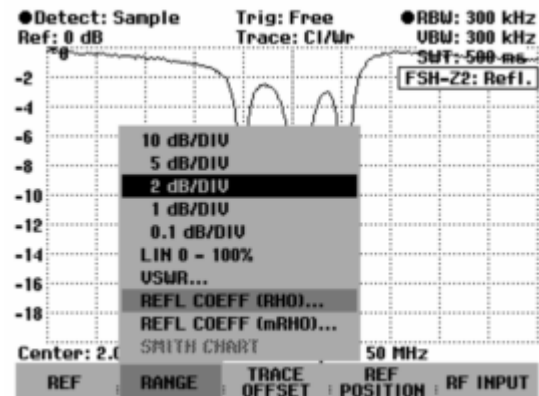 ●Detect: Sample Trig: Free ●RBW: 300 kHz
Ref: 0 dB Trace: Cl/Wr VBW: 300 kHz
SWT: 500 ms
FSH-Z2: Refl.
0
-2
-4
-6
-8
-10
-12
-14
-16
-18
10 dB/DIV
5 dB/DIV
2 dB/DIV
1 dB/DIV
0.1 dB/DIV
LIN 0 - 100%
VSWR...
REFL COEFF (RHO)...
REFL COEFF (mRHO)...
SMITH CHART
Center: 2. 50 MHz
REF RANGE TRACE OFFSET REF POSITION RF INPUT